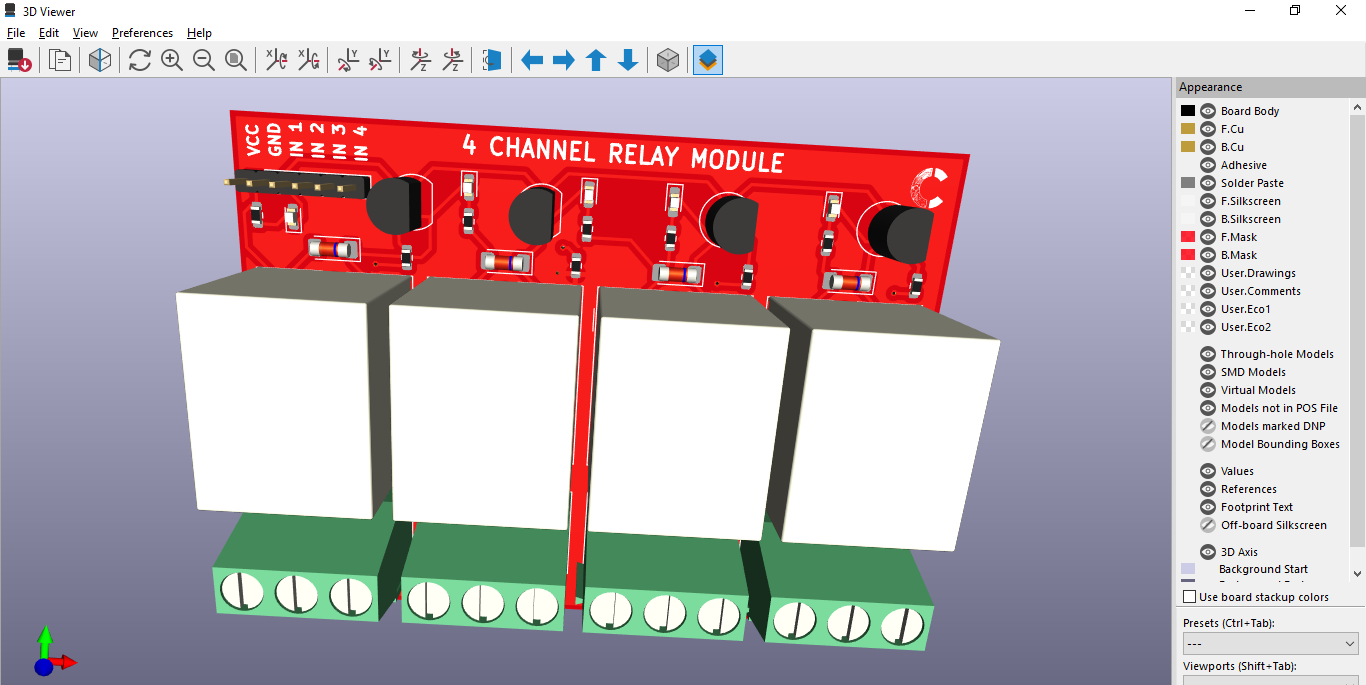 3D Viewer
File Edit View Preferences Help
VCC
GND
IN 1
IN 2
IN 3
IN 4
4 CHANNEL RELAY MODULE
C
X
X
Y
Y
Z
Z
Appearance
Board Body
F.Cu
B.Cu
Adhesive
Solder Paste
F.Silkscreen
B.Silkscreen
F.Mask
B.Mask
User.Drawings
User.Comments
User.Eco1
User.Eco2
Through-hole Models
SMD Models
Virtual Models
Models not in POS File
Models marked DNP
Model Bounding Boxes
Values
References
Footprint Text
Off-board Silkscreen
3D Axis
Background Start
Use board stackup colors
Presets (Ctrl+Tab):
---
Viewports (Shift+Tab):